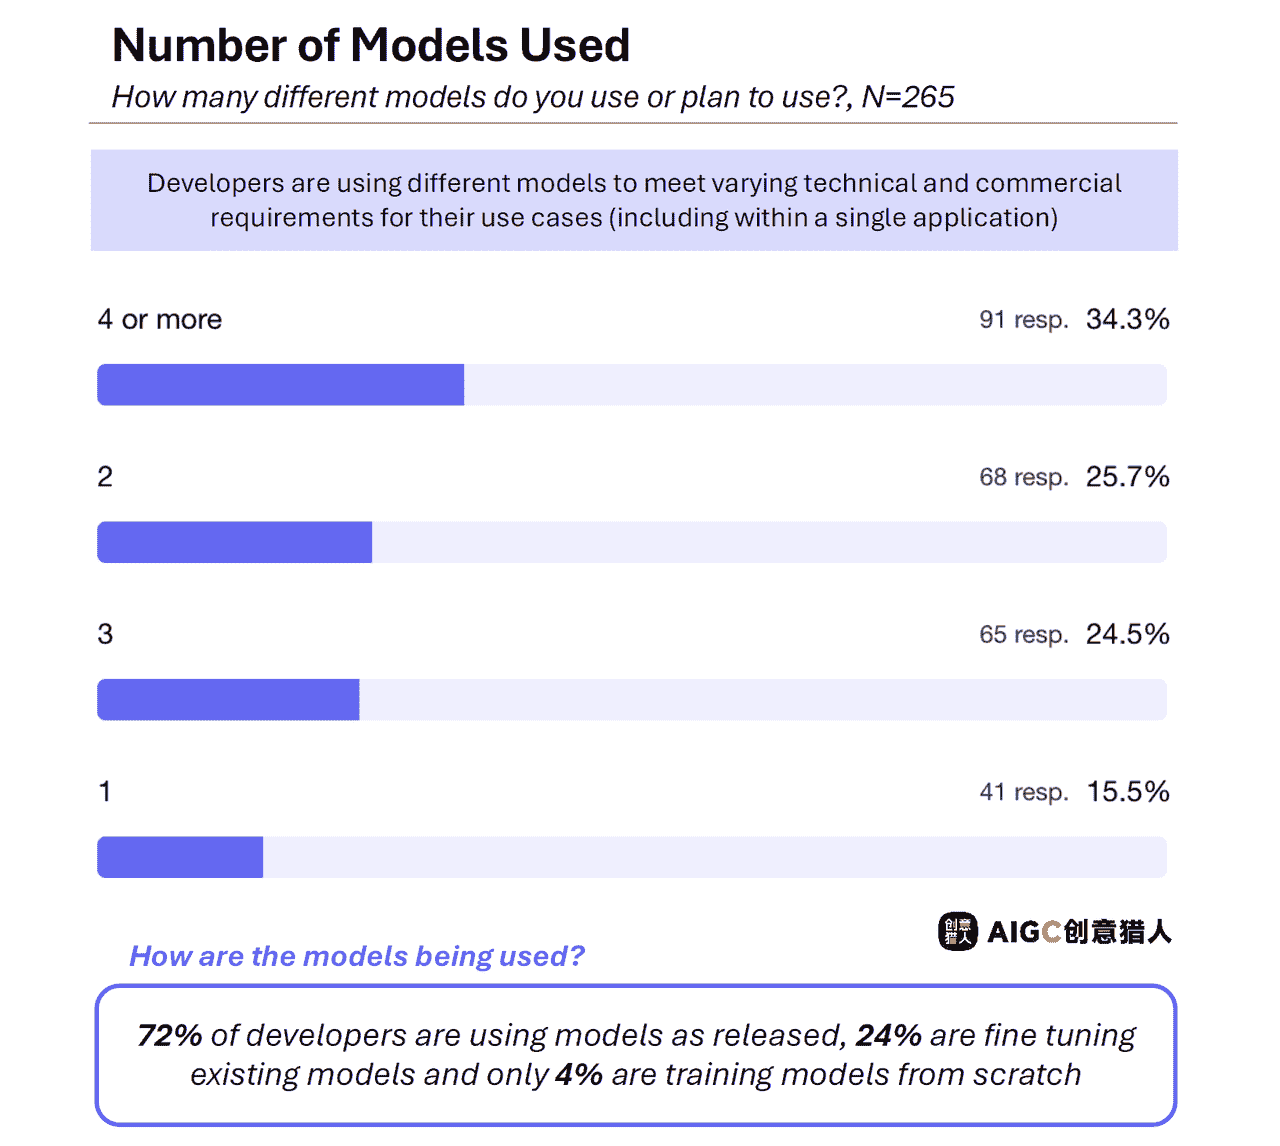 Number of Models Used
How many different models do you use or plan to use?, N=265
Developers are using different models to meet varying technical and commercial
requirements for their use cases (including within a single application)
4 or more 91 resp. 34.3%
2 68 resp. 25.7%
3 65 resp. 24.5%
1 41 resp. 15.5%
创意
猎人
AIGC创意猎人
How are the models being used?
72% of developers are using models as released, 24% are fine tuning
existing models and only 4% are training models from scratch